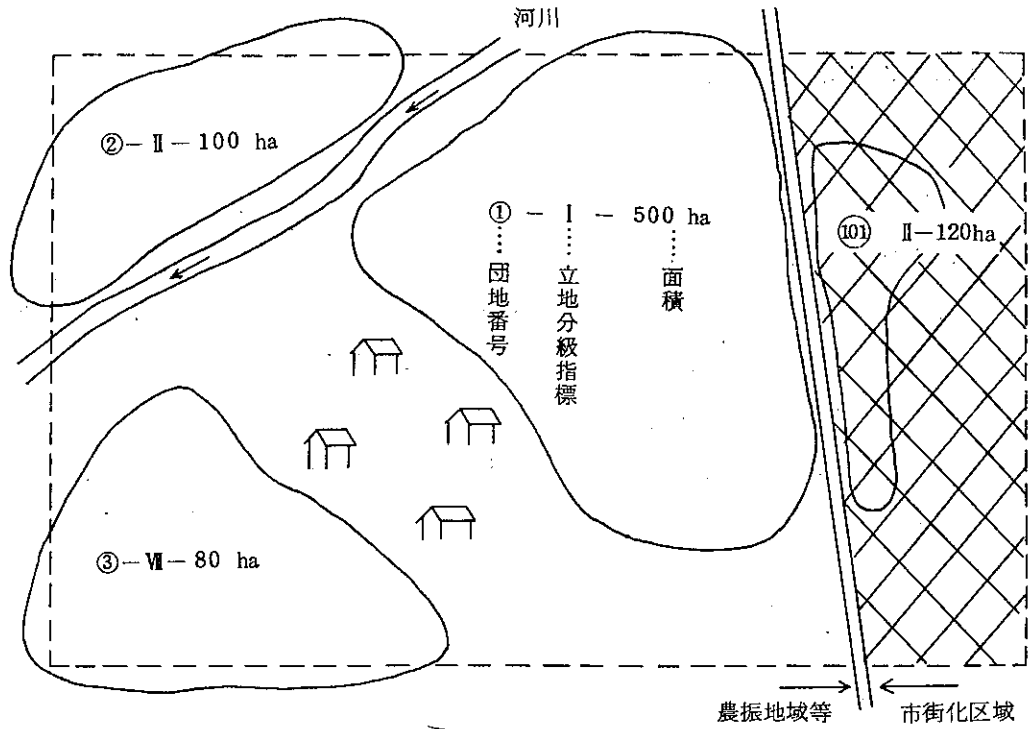 河川
②-Ⅱ-100 ha
①-Ⅰ-500 ha
団地番号
立地分級指標
面積
⑩① Ⅱ-120ha
③-Ⅶ-80 ha
農振地域等
市街化区域